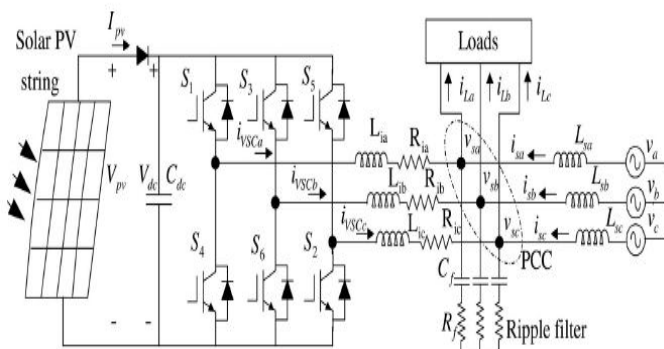 Solar PV
string
I_pv
+
+
V_pv
V_dc
C_dc
-
-
S_1
S_3
S_5
S_4
S_6
S_2
i_VSCa
i_VSCb
i_VSCc
L_ia
R_ia
L_ib
R_ib
L_ic
R_ic
Loads
i_La
i_Lb
i_Lc
v_sa
v_sb
v_sc
PCC
i_sa
i_sb
i_sc
L_sa
L_sb
L_sc
v_a
v_b
v_c
C_f
R_f
Ripple filter